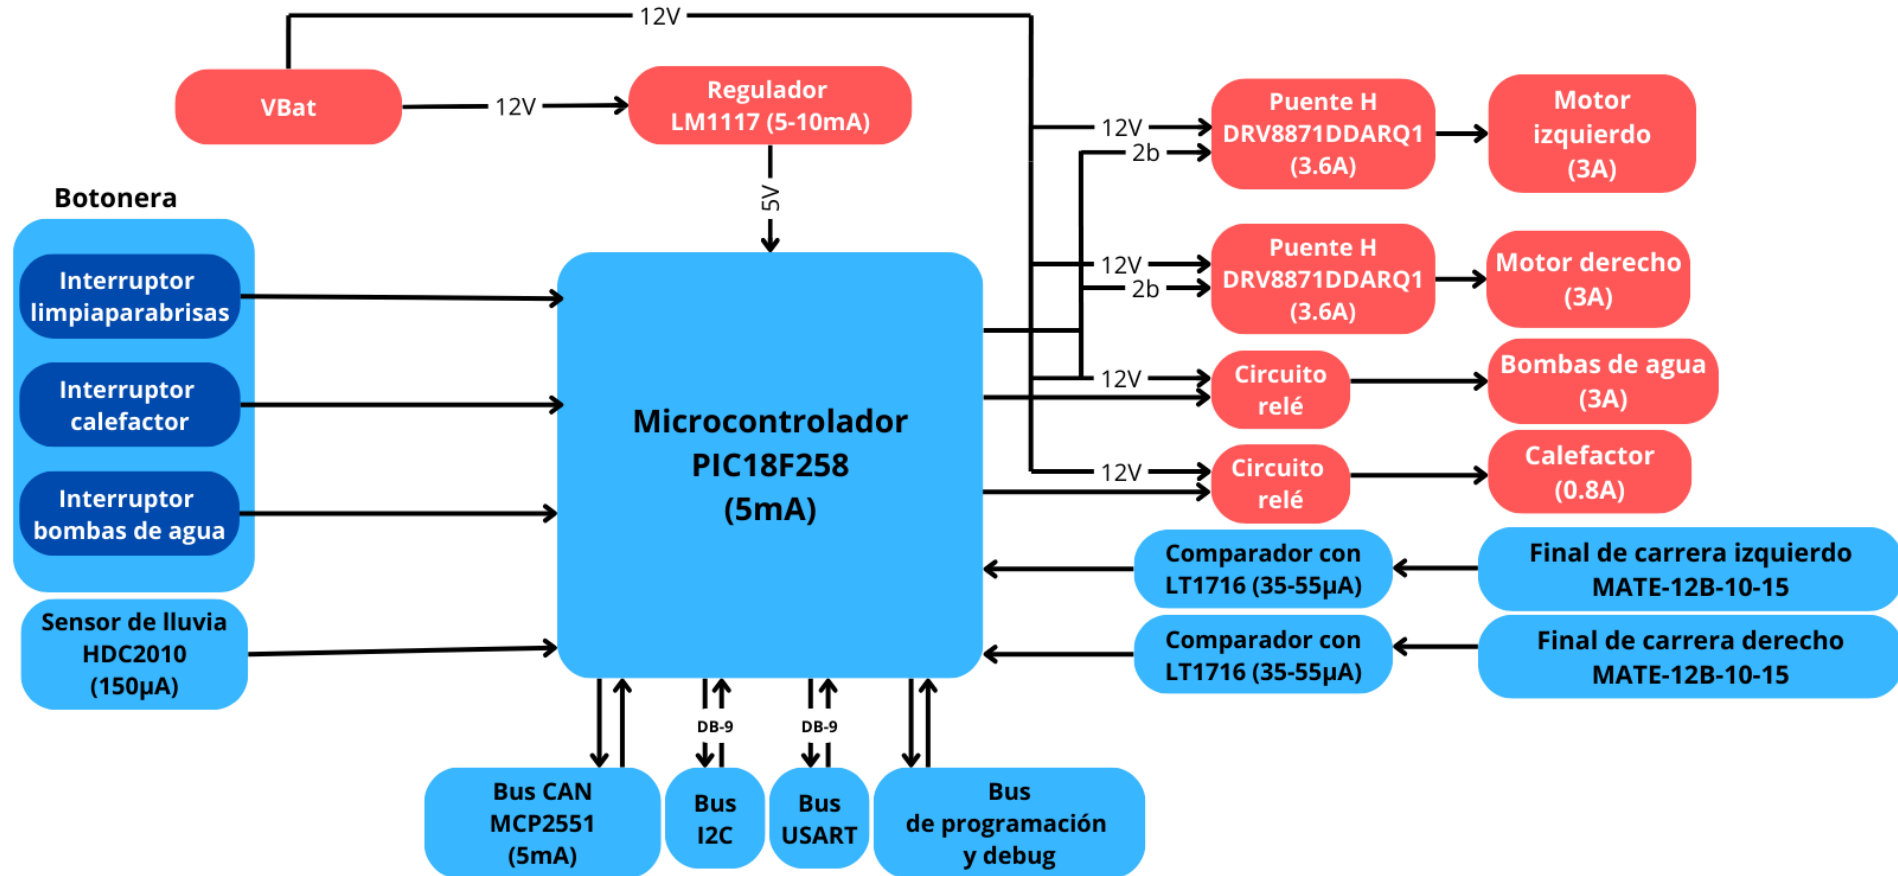 12V
VBat
12V
Regulador
LM1117 (5-10mA)
5V
12V
2b
Puente H
DRV8871DDARQ1
(3.6A)
Motor
izquierdo
(3A)
Botonera
Interruptor
limpiaparabrisas
Interruptor
calefactor
Interruptor
bombas de agua
Sensor de lluvia
HDC2010
(150µA)
Microcontrolador
PIC18F258
(5mA)
12V
2b
Puente H
DRV8871DDARQ1
(3.6A)
Motor derecho
(3A)
12V
Circuito
relé
Bombas de agua
(3A)
12V
Circuito
relé
Calefactor
(0.8A)
Comparador con
LT1716 (35-55µA)
Final de carrera izquierdo
MATE-12B-10-15
Comparador con
LT1716 (35-55µA)
Final de carrera derecho
MATE-12B-10-15
DB-9
DB-9
Bus CAN
MCP2551
(5mA)
Bus
I2C
Bus
USART
Bus
de programación
y debug